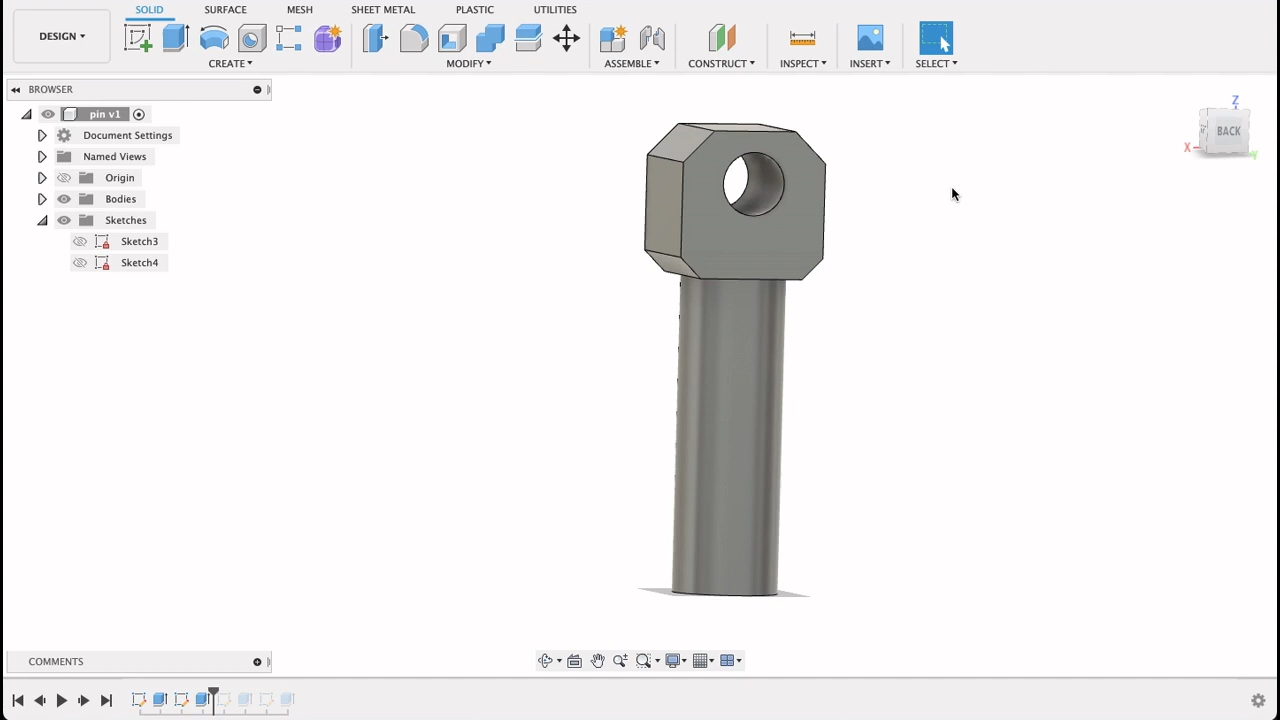 SOLID SURFACE MESH SHEET METAL PLASTIC UTILITIES
DESIGN
CREATE MODIFY ASSEMBLE CONSTRUCT INSPECT INSERT SELECT
BROWSER
pin v1
Document Settings
Named Views
Origin
Bodies
Sketches
Sketch3
Sketch4
Z
BACK
X
Y
COMMENTS